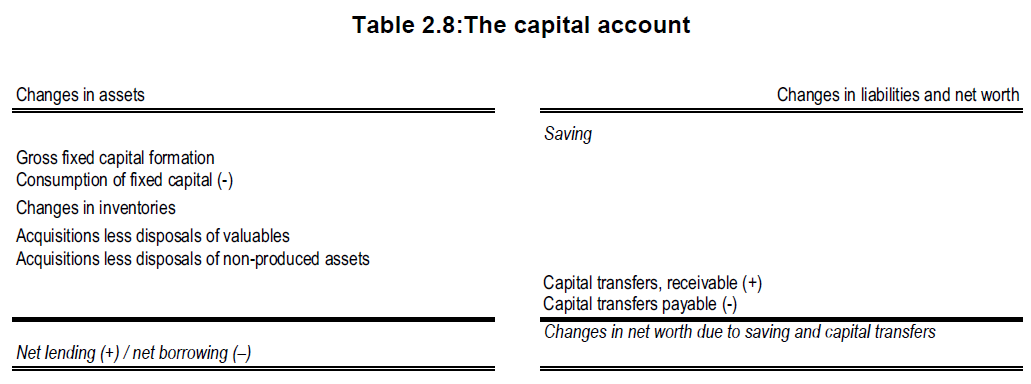 Table 2.8:The capital account
Changes in assets
Changes in liabilities and net worth
Saving
Gross fixed capital formation
Consumption of fixed capital (-)
Changes in inventories
Acquisitions less disposals of valuables
Acquisitions less disposals of non-produced assets
Capital transfers, receivable (+)
Capital transfers payable (-)
Changes in net worth due to saving and capital transfers
Net lending (+) / net borrowing (–)